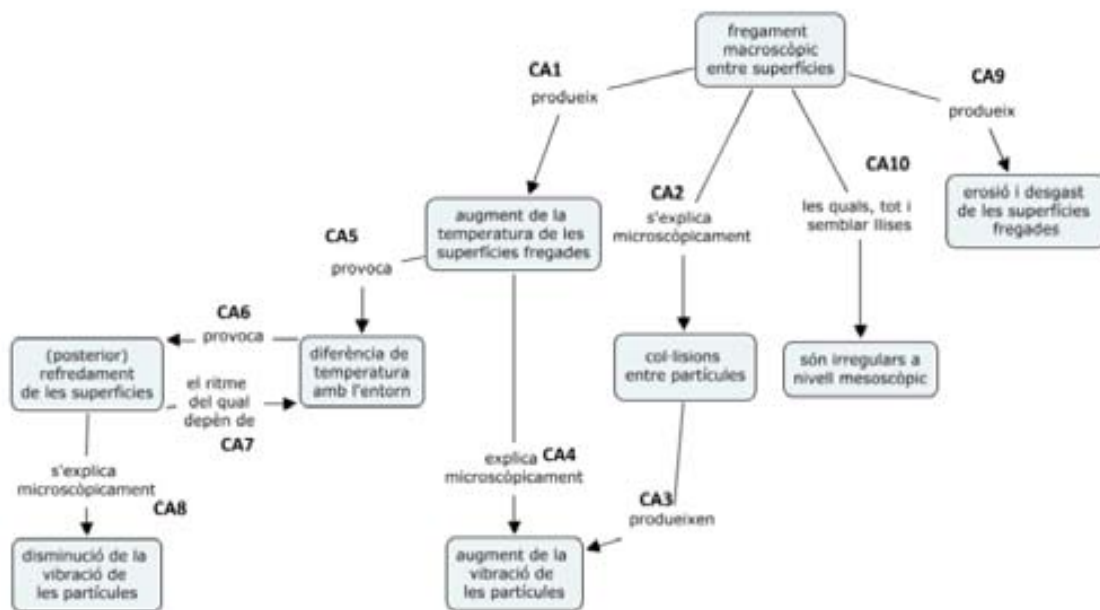 fregament
macroscòpic
entre superfícies
CA1
produeix
CA9
produeix
CA2
s'explica
microscòpicament
CA10
les quals, tot i
semblar llises
erosió i desgast
de les superfícies
fregades
augment de la
temperatura de les
superfícies fregades
CA5
provoca
CA6
provoca
(posterior)
refredament
de les superfícies
el ritme
del qual
depèn de
CA7
diferència de
temperatura
amb l'entorn
col·lisions
entre partícules
són irregulars a
nivell mesoscòpic
s'explica
microscòpicament
CA8
explica CA4
microscòpicament
CA3
produeixen
disminució de la
vibració de
les partícules
augment de la
vibració de
les partícules